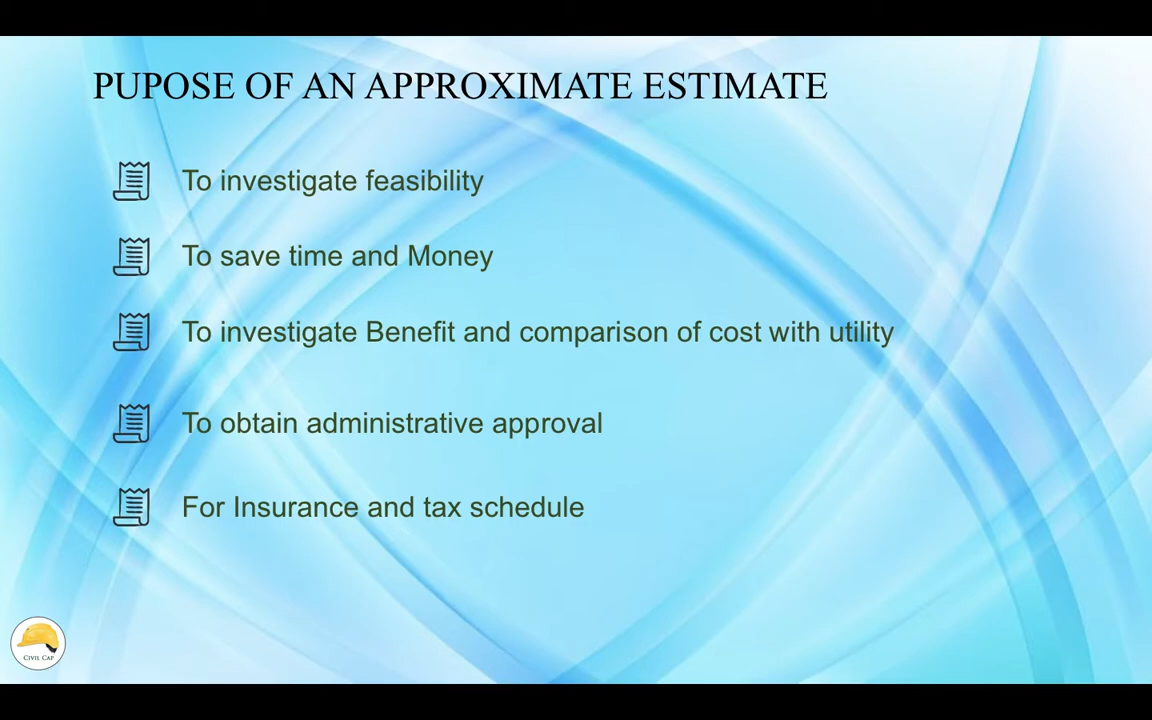 PUPOSE OF AN APPROXIMATE ESTIMATE
To investigate feasibility
To save time and Money
To investigate Benefit and comparison of cost with utility
To obtain administrative approval
For Insurance and tax schedule
CIVIL CAP